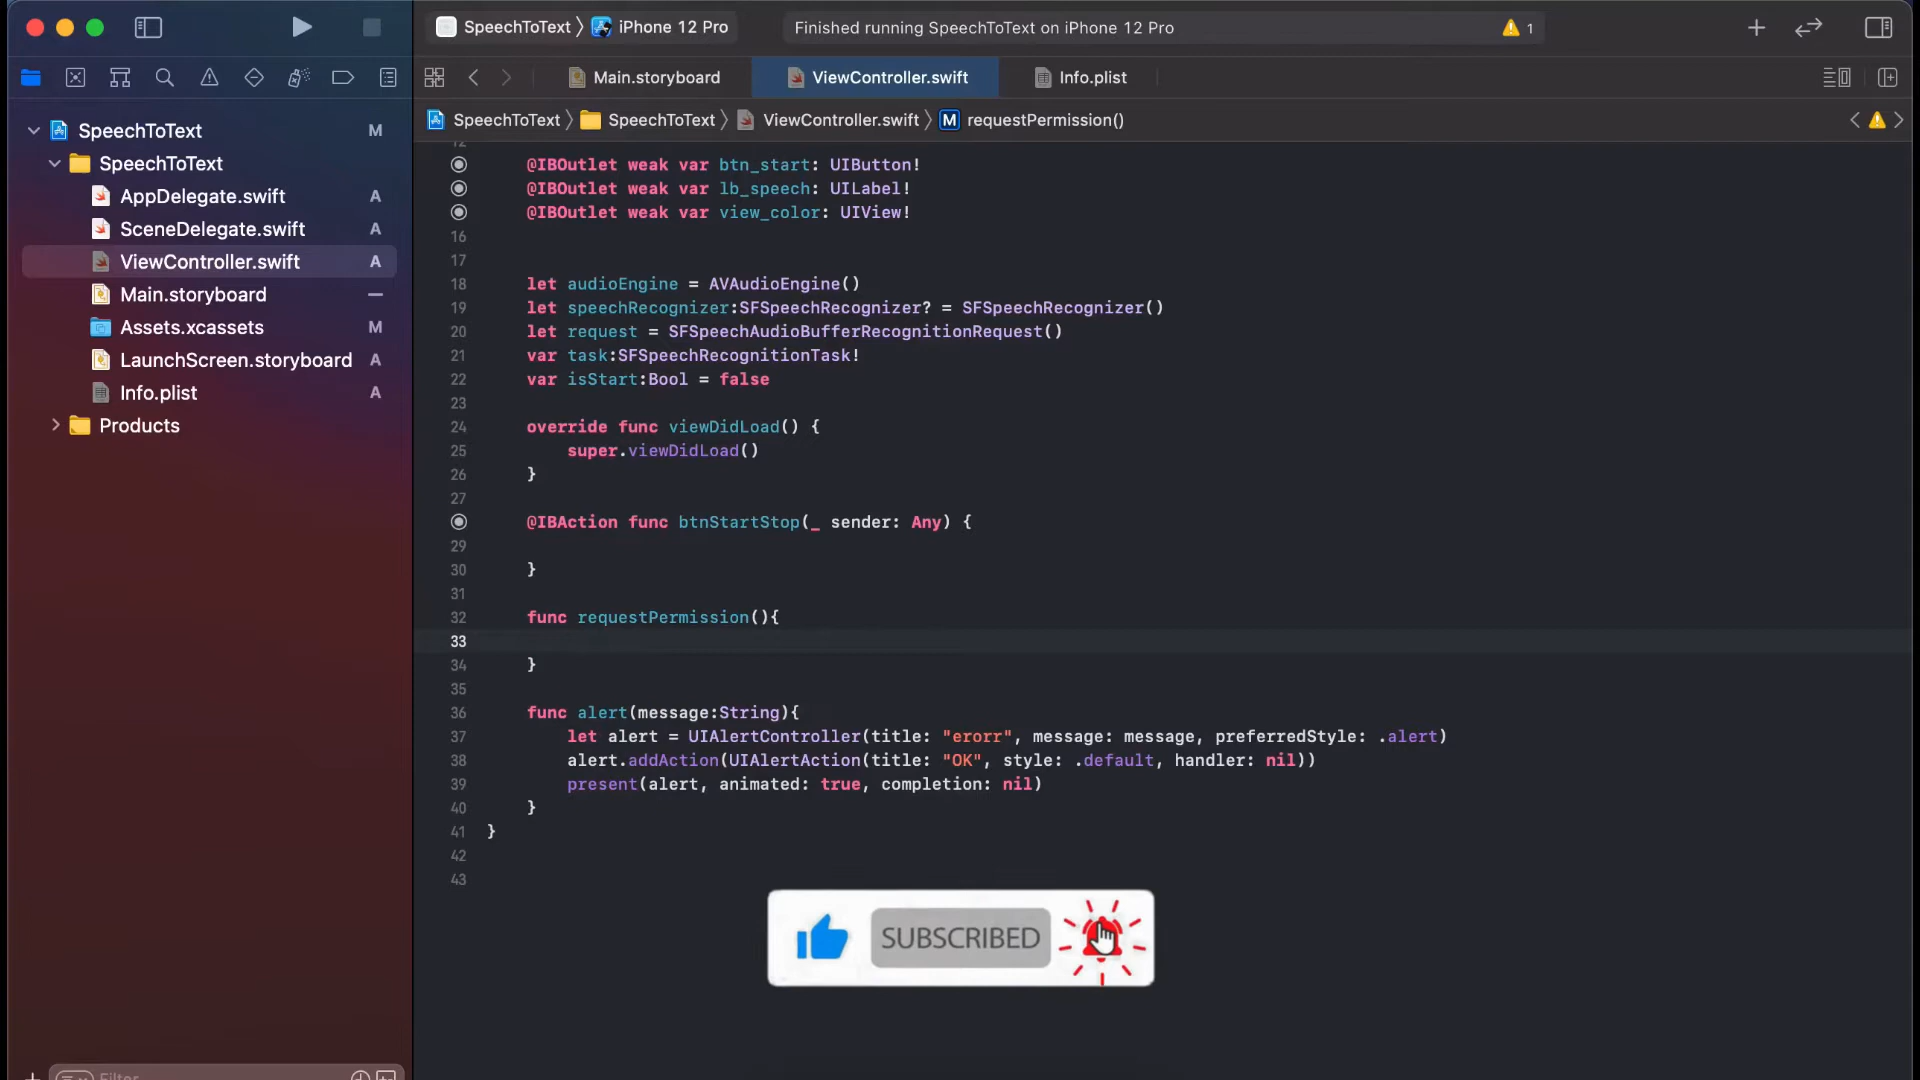 SpeechToText
iPhone 12 Pro
Finished running SpeechToText on iPhone 12 Pro
1
Main.storyboard
ViewController.swift
Info.plist
SpeechToText
SpeechToText
ViewController.swift
M
requestPermission()
SpeechToText M
SpeechToText
AppDelegate.swift A
SceneDelegate.swift A
ViewController.swift A
Main.storyboard
Assets.xcassets M
LaunchScreen.storyboard A
Info.plist A
Products
Filter
12
@IBOutlet weak var btn_start: UIButton!
@IBOutlet weak var lb_speech: UILabel!
@IBOutlet weak var view_color: UIView!
16
17
18 let audioEngine = AVAudioEngine()
19 let speechRecognizer:SFSpeechRecognizer? = SFSpeechRecognizer()
20 let request = SFSpeechAudioBufferRecognitionRequest()
21 var task:SFSpeechRecognitionTask!
22 var isStart:Bool = false
23
24 override func viewDidLoad() {
25 super.viewDidLoad()
26 }
27
@IBAction func btnStartStop(_ sender: Any) {
29
30 }
31
32 func requestPermission(){
33
34 }
35
36 func alert(message:String){
37 let alert = UIAlertController(title: "erorr", message: message, preferredStyle: .alert)
38 alert.addAction(UIAlertAction(title: "OK", style: .default, handler: nil))
39 present(alert, animated: true, completion: nil)
40 }
41 }
42
43
SUBSCRIBED